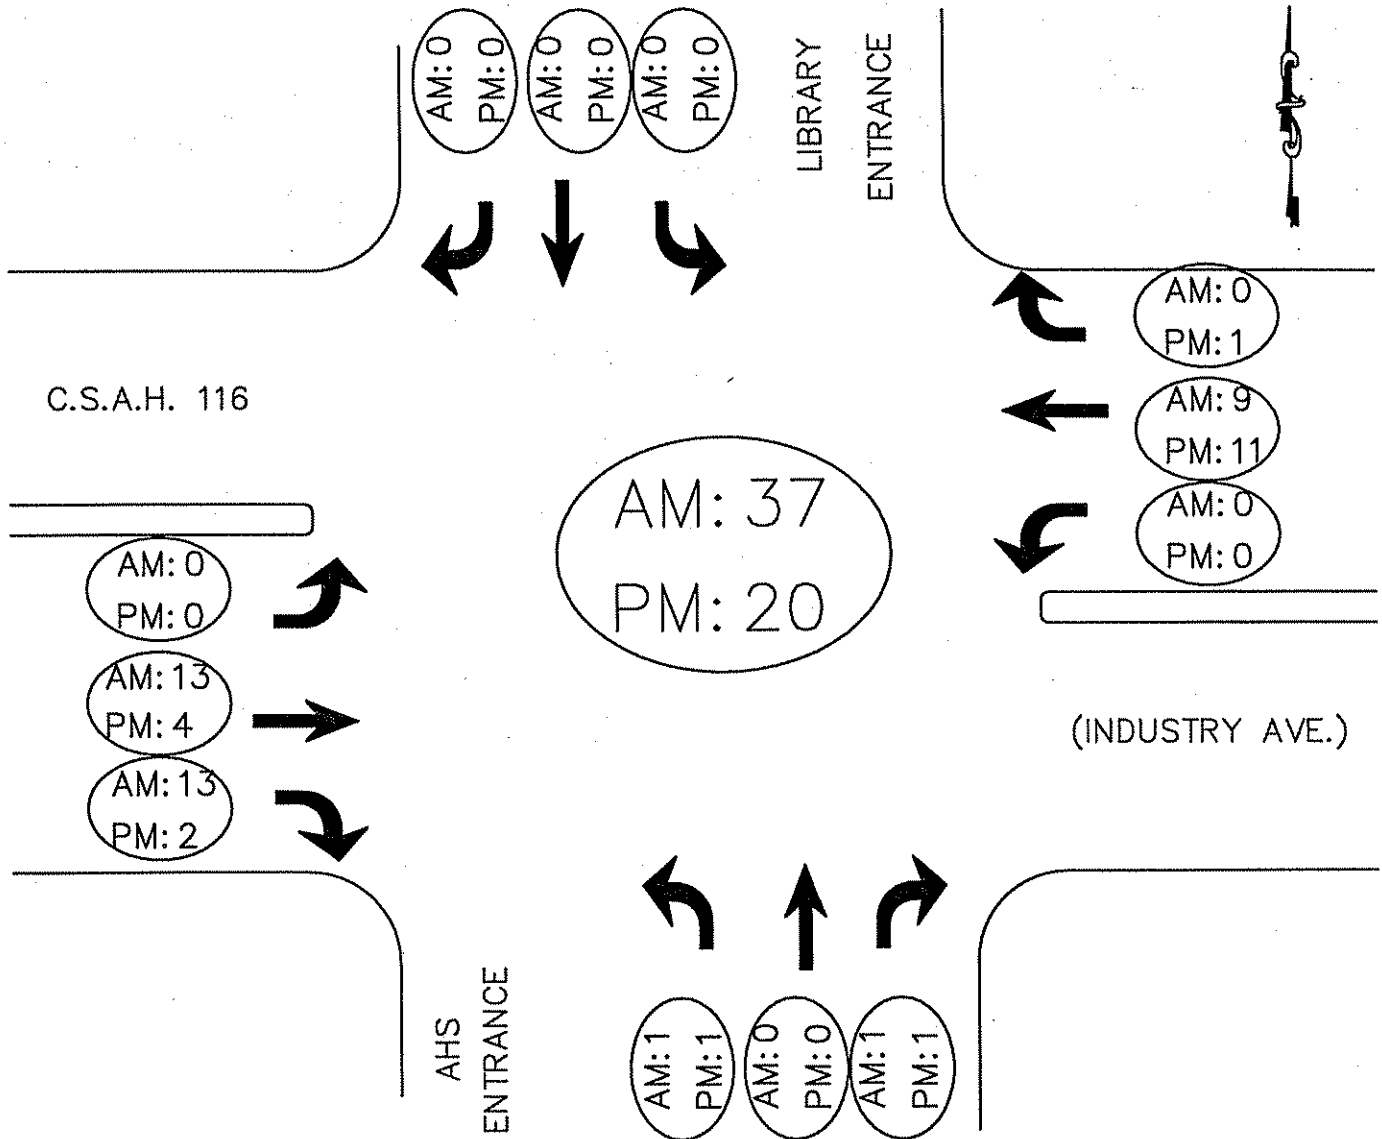 AM: 0
PM: 0
AM: 0
PM: 0
AM: 0
PM: 0
LIBRARY
ENTRANCE
AM: 0
PM: 1
C.S.A.H. 116
AM: 9
PM: 11
AM: 0
PM: 0
AM: 37
PM: 20
AM: 0
PM: 0
AM: 13
PM: 4
AM: 13
PM: 2
(INDUSTRY AVE.)
AHS
ENTRANCE
AM: 1
PM: 1
AM: 0
PM: 0
AM: 1
PM: 1